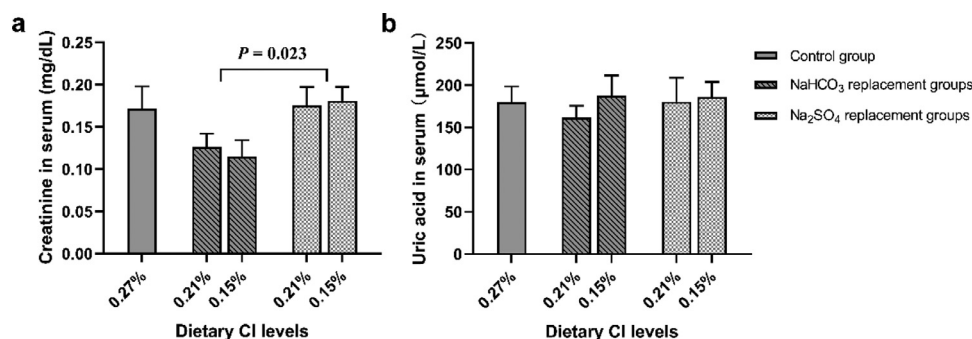 a
Creatinine in serum (mg/dL)
0.25
0.20
0.15
0.10
0.05
0.00
P = 0.023
0.27%
0.21%
0.15%
0.21%
0.15%
Dietary Cl levels
b
Uric acid in serum (μmol/L)
250
200
150
100
50
0
0.27%
0.21%
0.15%
0.21%
0.15%
Dietary Cl levels
Control group
NaHCO₃ replacement groups
Na₂SO₄ replacement groups